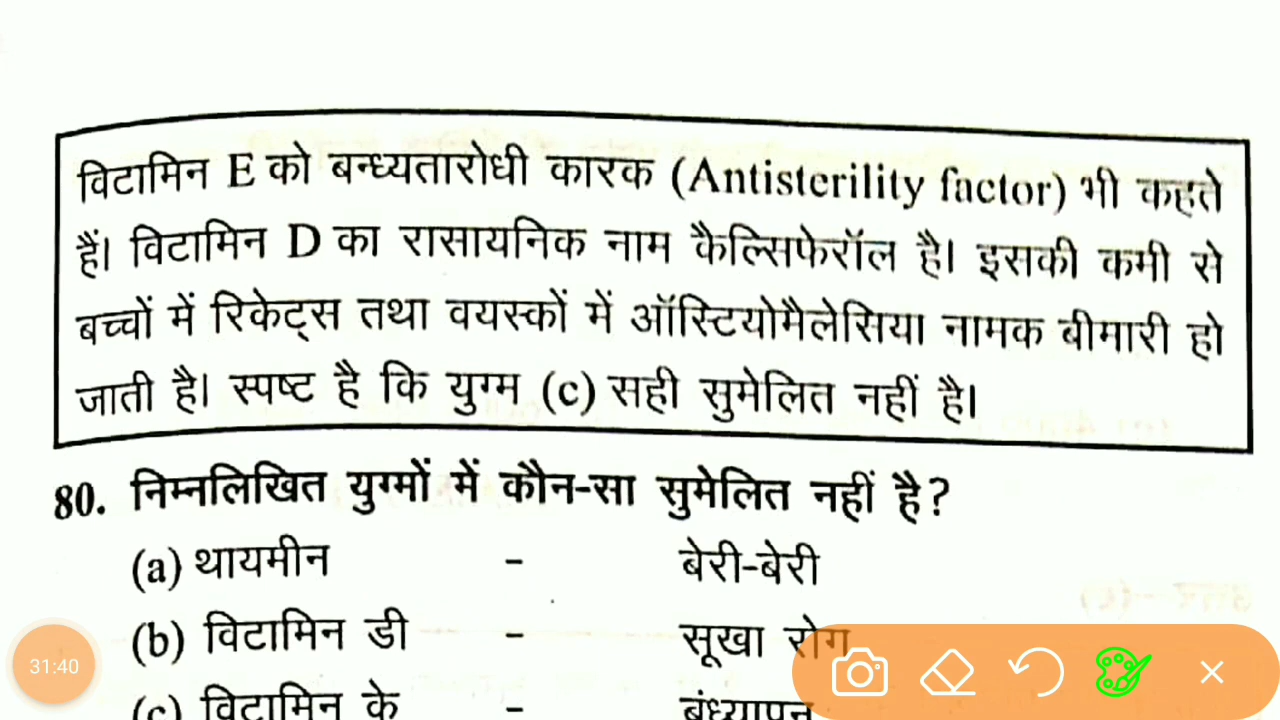 विटामिन E को बन्ध्यतारोधी कारक (Antisterility factor) भी कहते
हैं। विटामिन D का रासायनिक नाम कैल्सिफेरॉल है। इसकी कमी से
बच्चों में रिकेट्स तथा वयस्कों में ऑस्टियोमैलेसिया नामक बीमारी हो
जाती है। स्पष्ट है कि युग्म (c) सही सुमेलित नहीं है।
80. निम्नलिखित युग्मों में कौन-सा सुमेलित नहीं है?
(a) थायमीन - बेरी-बेरी
(b) विटामिन डी - सूखा रोग
(c) विटामिन के - बंध्यापन
31:40